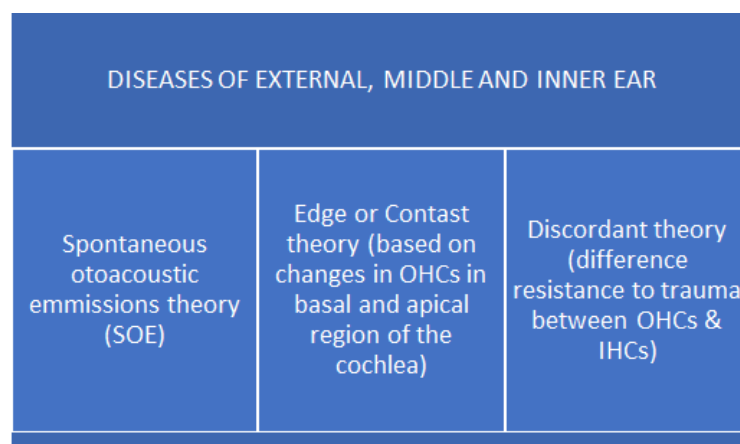 DISEASES OF EXTERNAL, MIDDLE AND INNER EAR
Spontaneous
otoacoustic
emmissions theory
(SOE)
Edge or Contast
theory (based on
changes in OHCs in
basal and apical
region of the
cochlea)
Discordant theory
(difference
resistance to trauma
between OHCs &
IHCs)